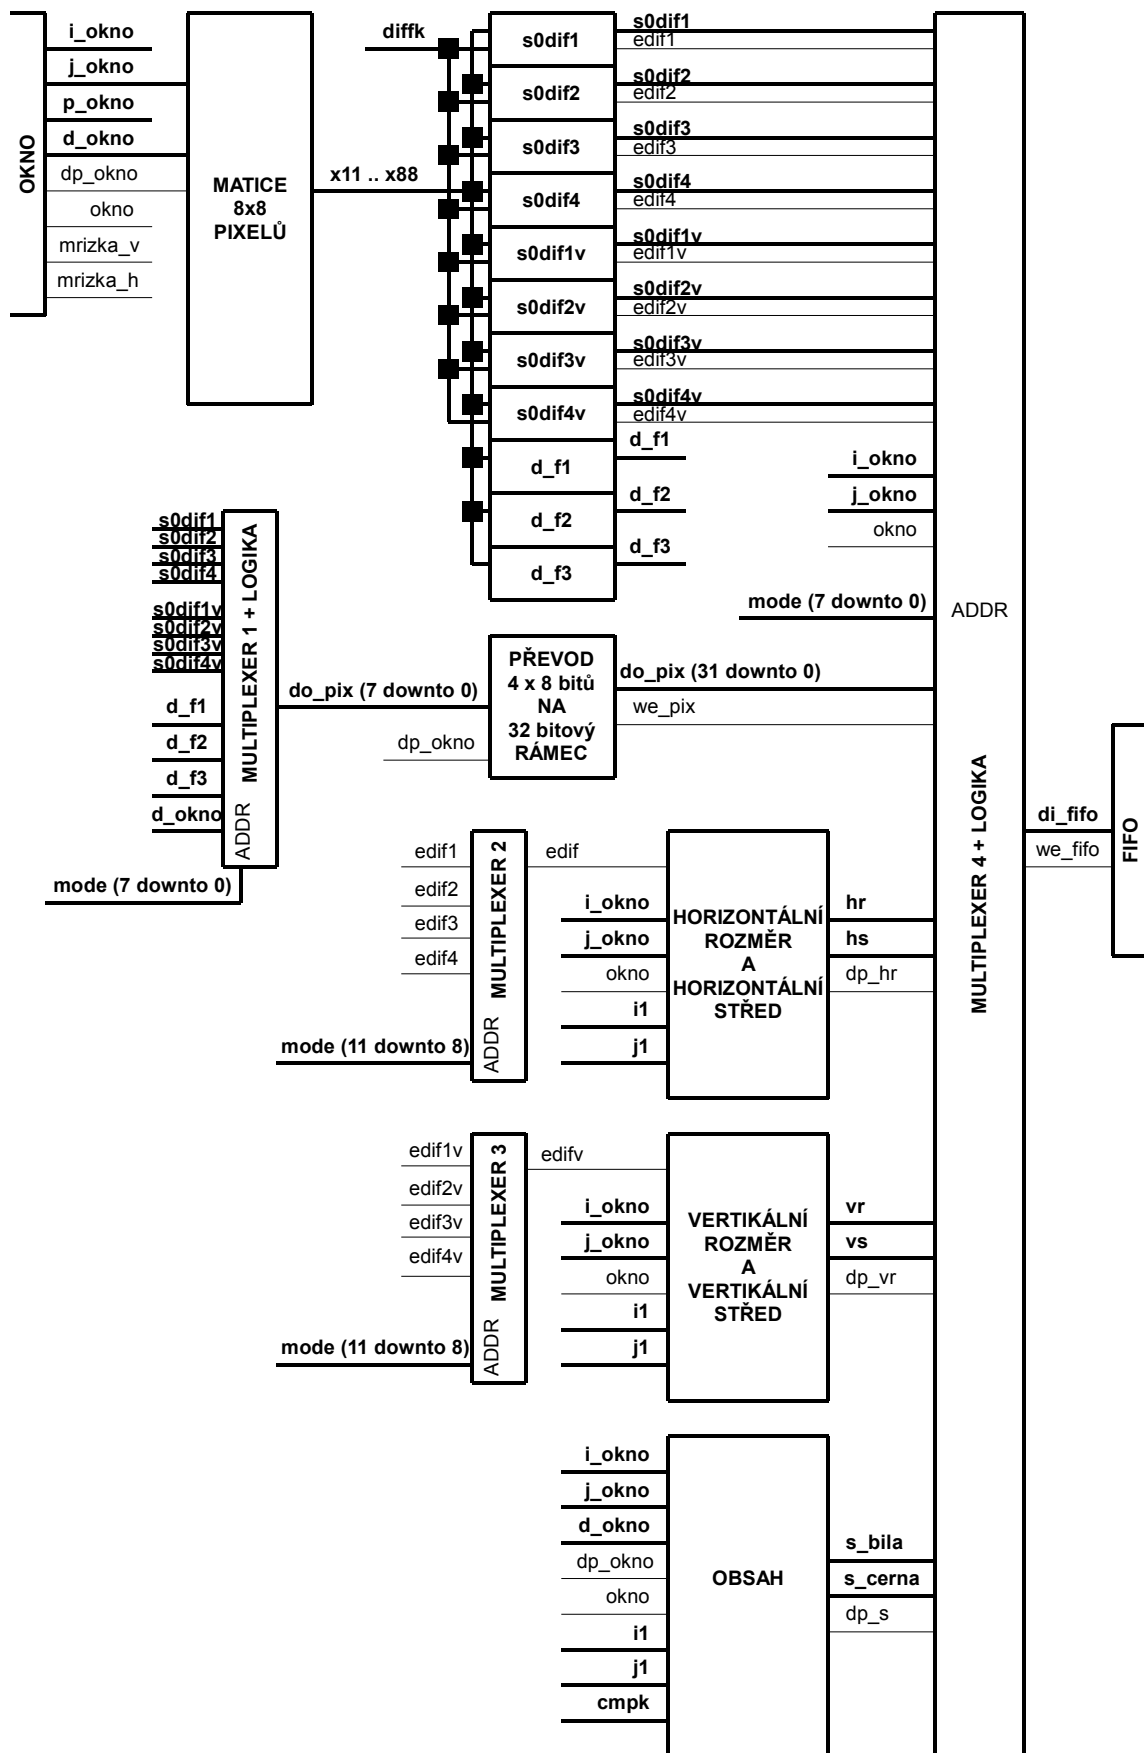 OKNO
i_okno
j_okno
p_okno
d_okno
dp_okno
okno
mrizka_v
mrizka_h
MATICE
8x8
PIXELŮ
x11 .. x88
diffk
s0dif1
s0dif2
s0dif3
s0dif4
s0dif1v
s0dif2v
s0dif3v
s0dif4v
d_f1
d_f2
d_f3
s0dif1
edif1
s0dif2
edif2
s0dif3
edif3
s0dif4
edif4
s0dif1v
edif1v
s0dif2v
edif2v
s0dif3v
edif3v
s0dif4v
edif4v
d_f1
d_f2
d_f3
i_okno
j_okno
okno
mode (7 downto 0)
ADDR
MULTIPLEXER 4 + LOGIKA
s0dif1
s0dif2
s0dif3
s0dif4
s0dif1v
s0dif2v
s0dif3v
s0dif4v
d_f1
d_f2
d_f3
d_okno
mode (7 downto 0)
ADDR
MULTIPLEXER 1 + LOGIKA
do_pix (7 downto 0)
dp_okno
PŘEVOD
4 x 8 bitů
NA
32 bitový
RÁMEC
do_pix (31 downto 0)
we_pix
edif1
edif2
edif3
edif4
mode (11 downto 8)
ADDR
MULTIPLEXER 2
edif
i_okno
j_okno
okno
i1
j1
HORIZONTÁLNÍ
ROZMĚR
A
HORIZONTÁLNÍ
STŘED
hr
hs
dp_hr
di_fifo
we_fifo
FIFO
edif1v
edif2v
edif3v
edif4v
mode (11 downto 8)
ADDR
MULTIPLEXER 3
edifv
i_okno
j_okno
okno
i1
j1
VERTIKÁLNÍ
ROZMĚR
A
VERTIKÁLNÍ
STŘED
vr
vs
dp_vr
i_okno
j_okno
d_okno
dp_okno
okno
i1
j1
cmpk
OBSAH
s_bila
s_cerna
dp_s